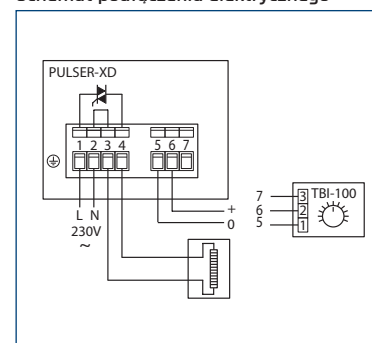 Schemat podłączenia elektrycznego
PULSER-XD
1 2 3 4 5 6 7
L N
230V
~
+
0
7 3 TBI-100
6 2
5 1